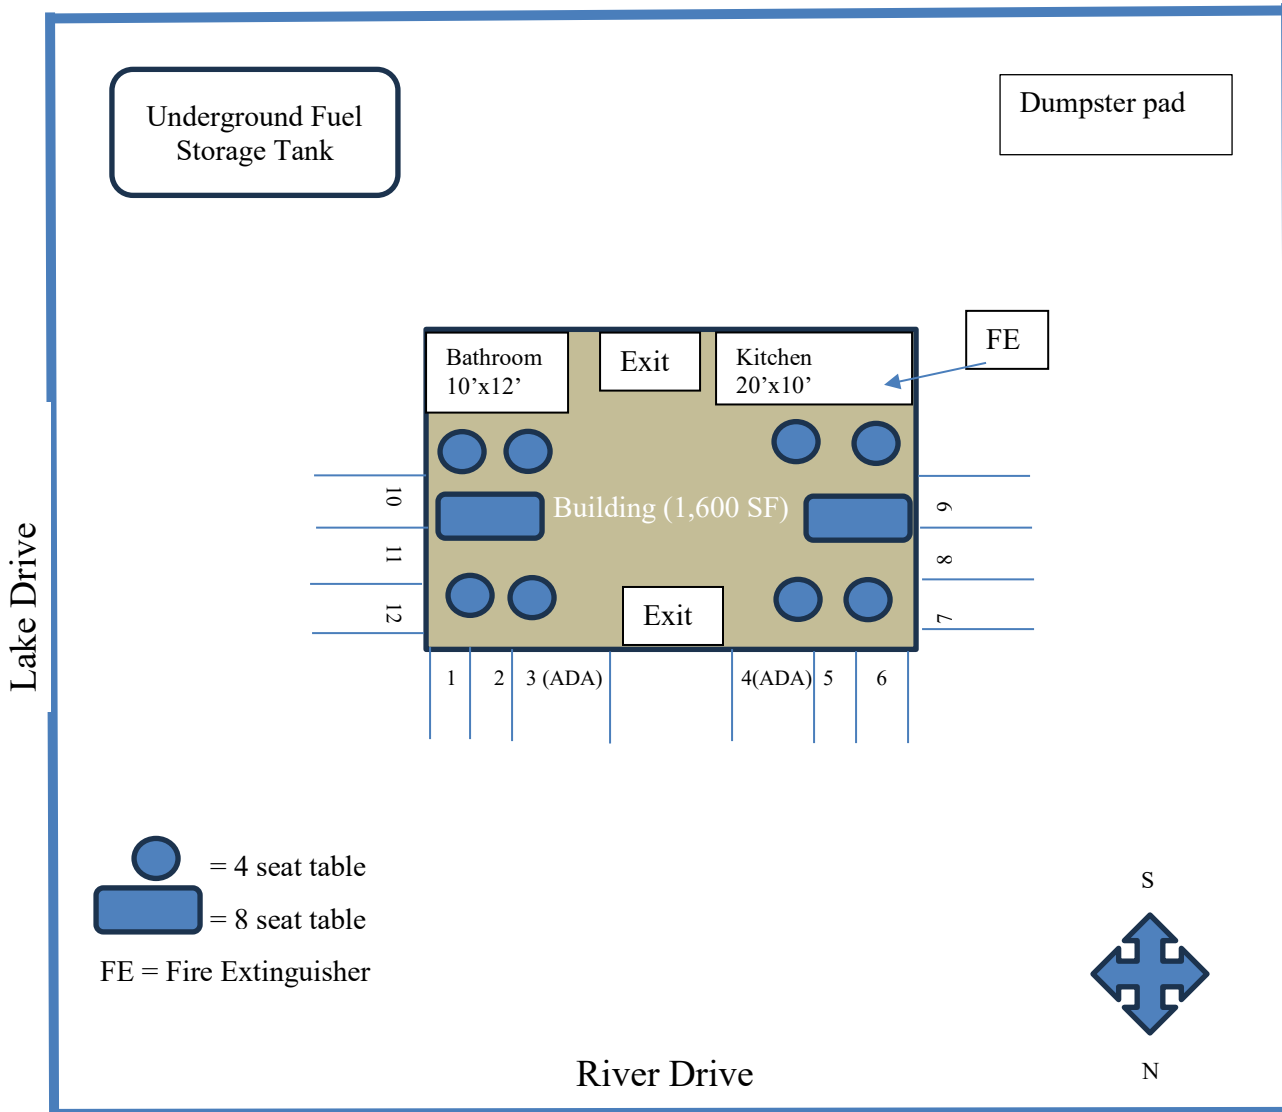 Underground Fuel
Storage Tank
Dumpster pad
FE
Bathroom
10’x12’
Exit
Kitchen
20’x10’
Building (1,600 SF)
10
11
12
9
8
7
Exit
1
2
3 (ADA)
4(ADA)
5
6
Lake Drive
= 4 seat table
= 8 seat table
FE = Fire Extinguisher
S
N
River Drive